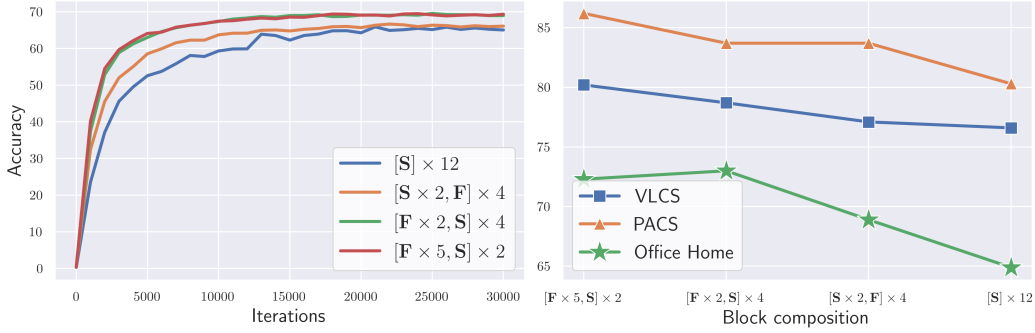 70
60
50
40
30
20
10
0
Accuracy
[S] × 12
[S × 2, F] × 4
[F × 2, S] × 4
[F × 5, S] × 2
0 5000 10000 15000 20000 25000 30000
Iterations
85
80
75
70
65
VLCS
PACS
Office Home
[F × 5, S] × 2 [F × 2, S] × 4 [S × 2, F] × 4 [S] × 12
Block composition